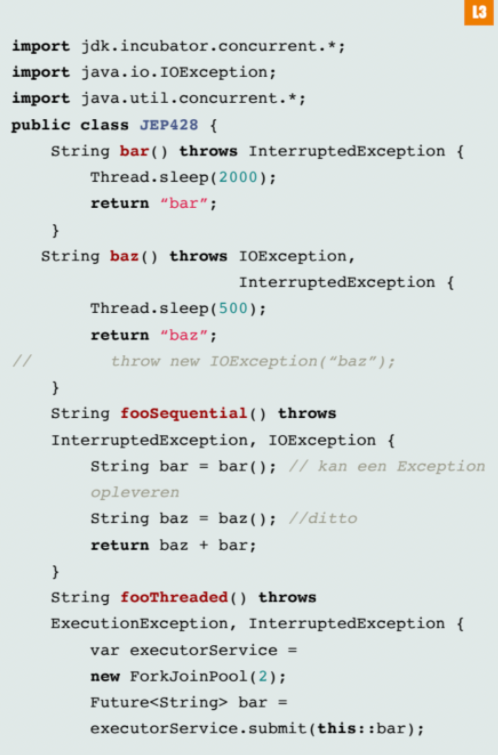 L3
import jdk.incubator.concurrent.*;
import java.io.IOException;
import java.util.concurrent.*;
public class JEP428 {
    String bar() throws InterruptedException {
        Thread.sleep(2000);
        return “bar”;
    }
   String baz() throws IOException,
                       InterruptedException {
        Thread.sleep(500);
        return “baz”;
//        throw new IOException(“baz”);
    }
    String fooSequential() throws
    InterruptedException, IOException {
        String bar = bar(); // kan een Exception
        opleveren
        String baz = baz(); //ditto
        return baz + bar;
    }
    String fooThreaded() throws
    ExecutionException, InterruptedException {
        var executorService =
        new ForkJoinPool(2);
        Future<String> bar =
        executorService.submit(this::bar);